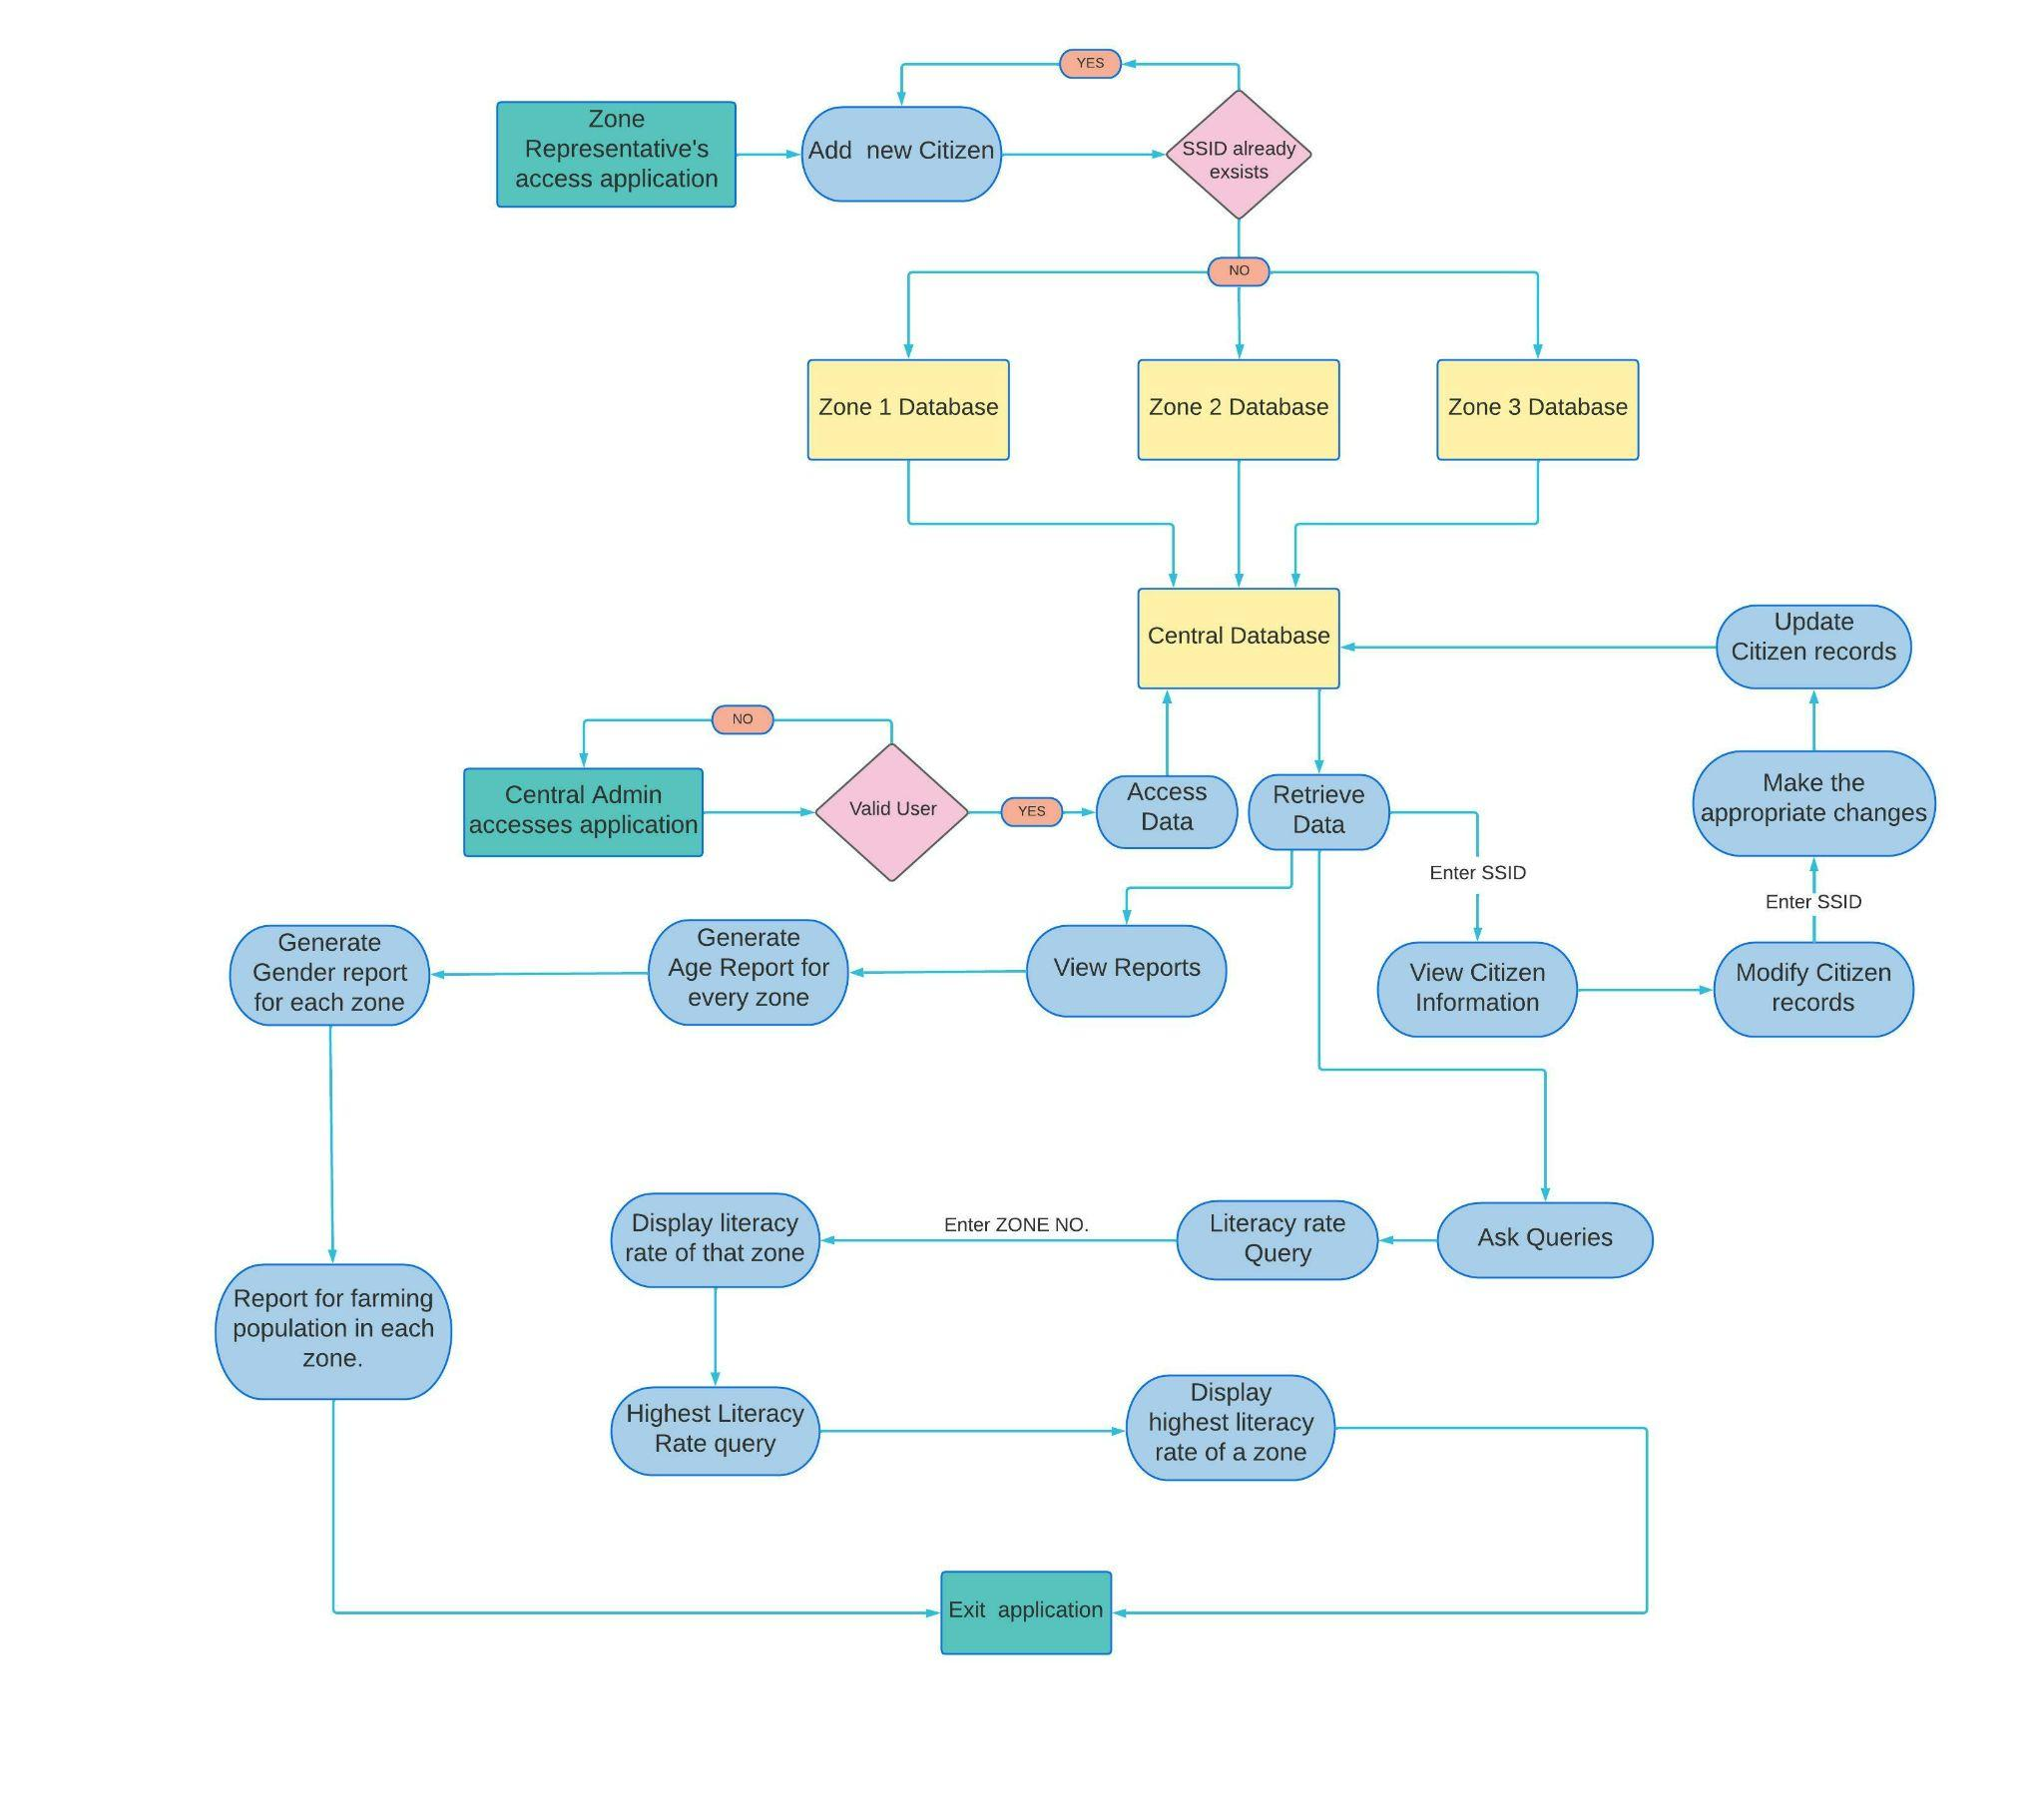 YES
Zone
Representative's
access application
Add  new Citizen
SSID already
exsists
NO
Zone 1 Database
Zone 2 Database
Zone 3 Database
Central Database
Update
Citizen records
NO
Central Admin
accesses application
Valid User
YES
Access
Data
Retrieve
Data
Make the
appropriate changes
Enter SSID
Enter SSID
Generate
Gender report
for each zone
Generate
Age Report for
every zone
View Reports
View Citizen
Information
Modify Citizen
records
Display literacy
rate of that zone
Enter ZONE NO.
Literacy rate
Query
Ask Queries
Report for farming
population in each
zone.
Highest Literacy
Rate query
Display
highest literacy
rate of a zone
Exit  application